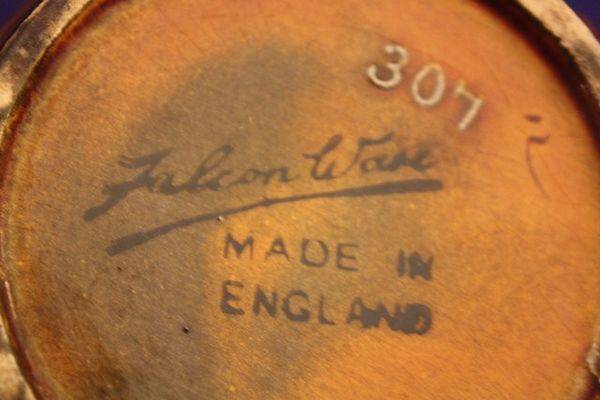 307
Falcon Ware
MADE IN
ENGLAND